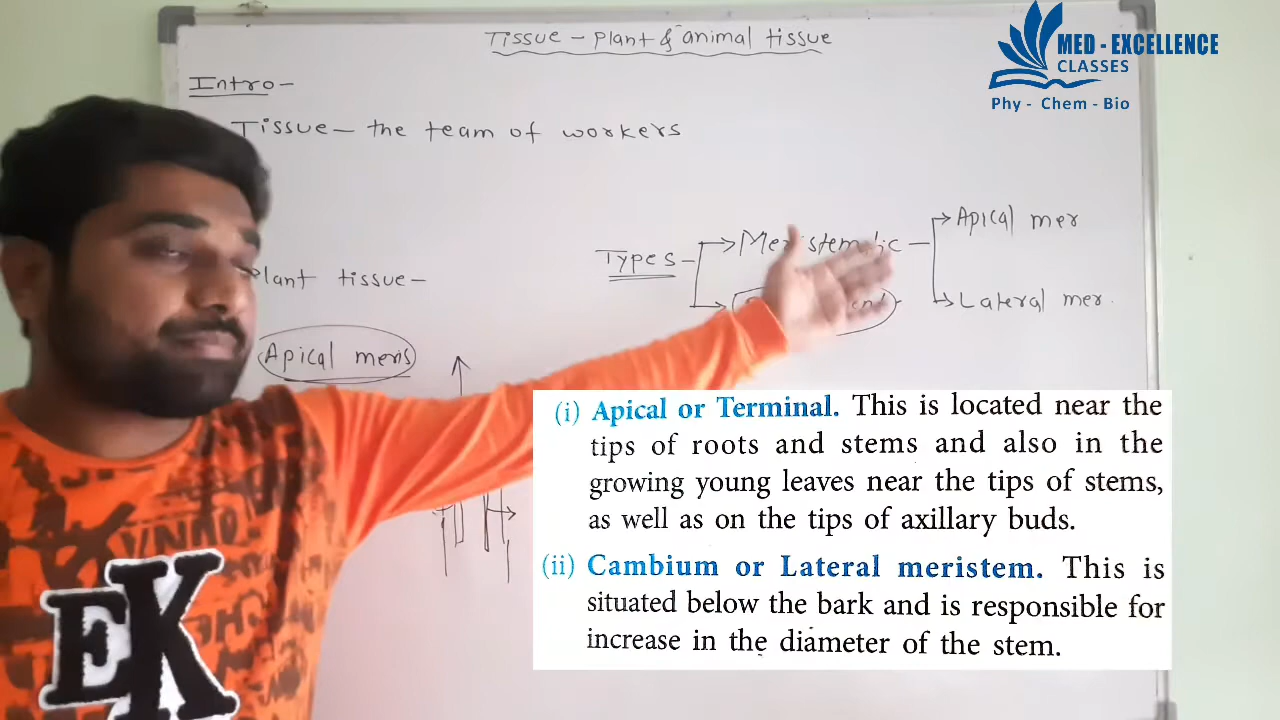 Tissue - Plant & animal tissue
MED - EXCELLENCE
CLASSES
Phy - Chem - Bio
Intro -
Tissue - the team of workers
Types
Meristematic
Apical mer
Lateral mer.
Plant tissue -
Apical meris
(i) Apical or Terminal. This is located near the
tips of roots and stems and also in the
growing young leaves near the tips of stems,
as well as on the tips of axillary buds.
(ii) Cambium or Lateral meristem. This is
situated below the bark and is responsible for
increase in the diameter of the stem.
EK